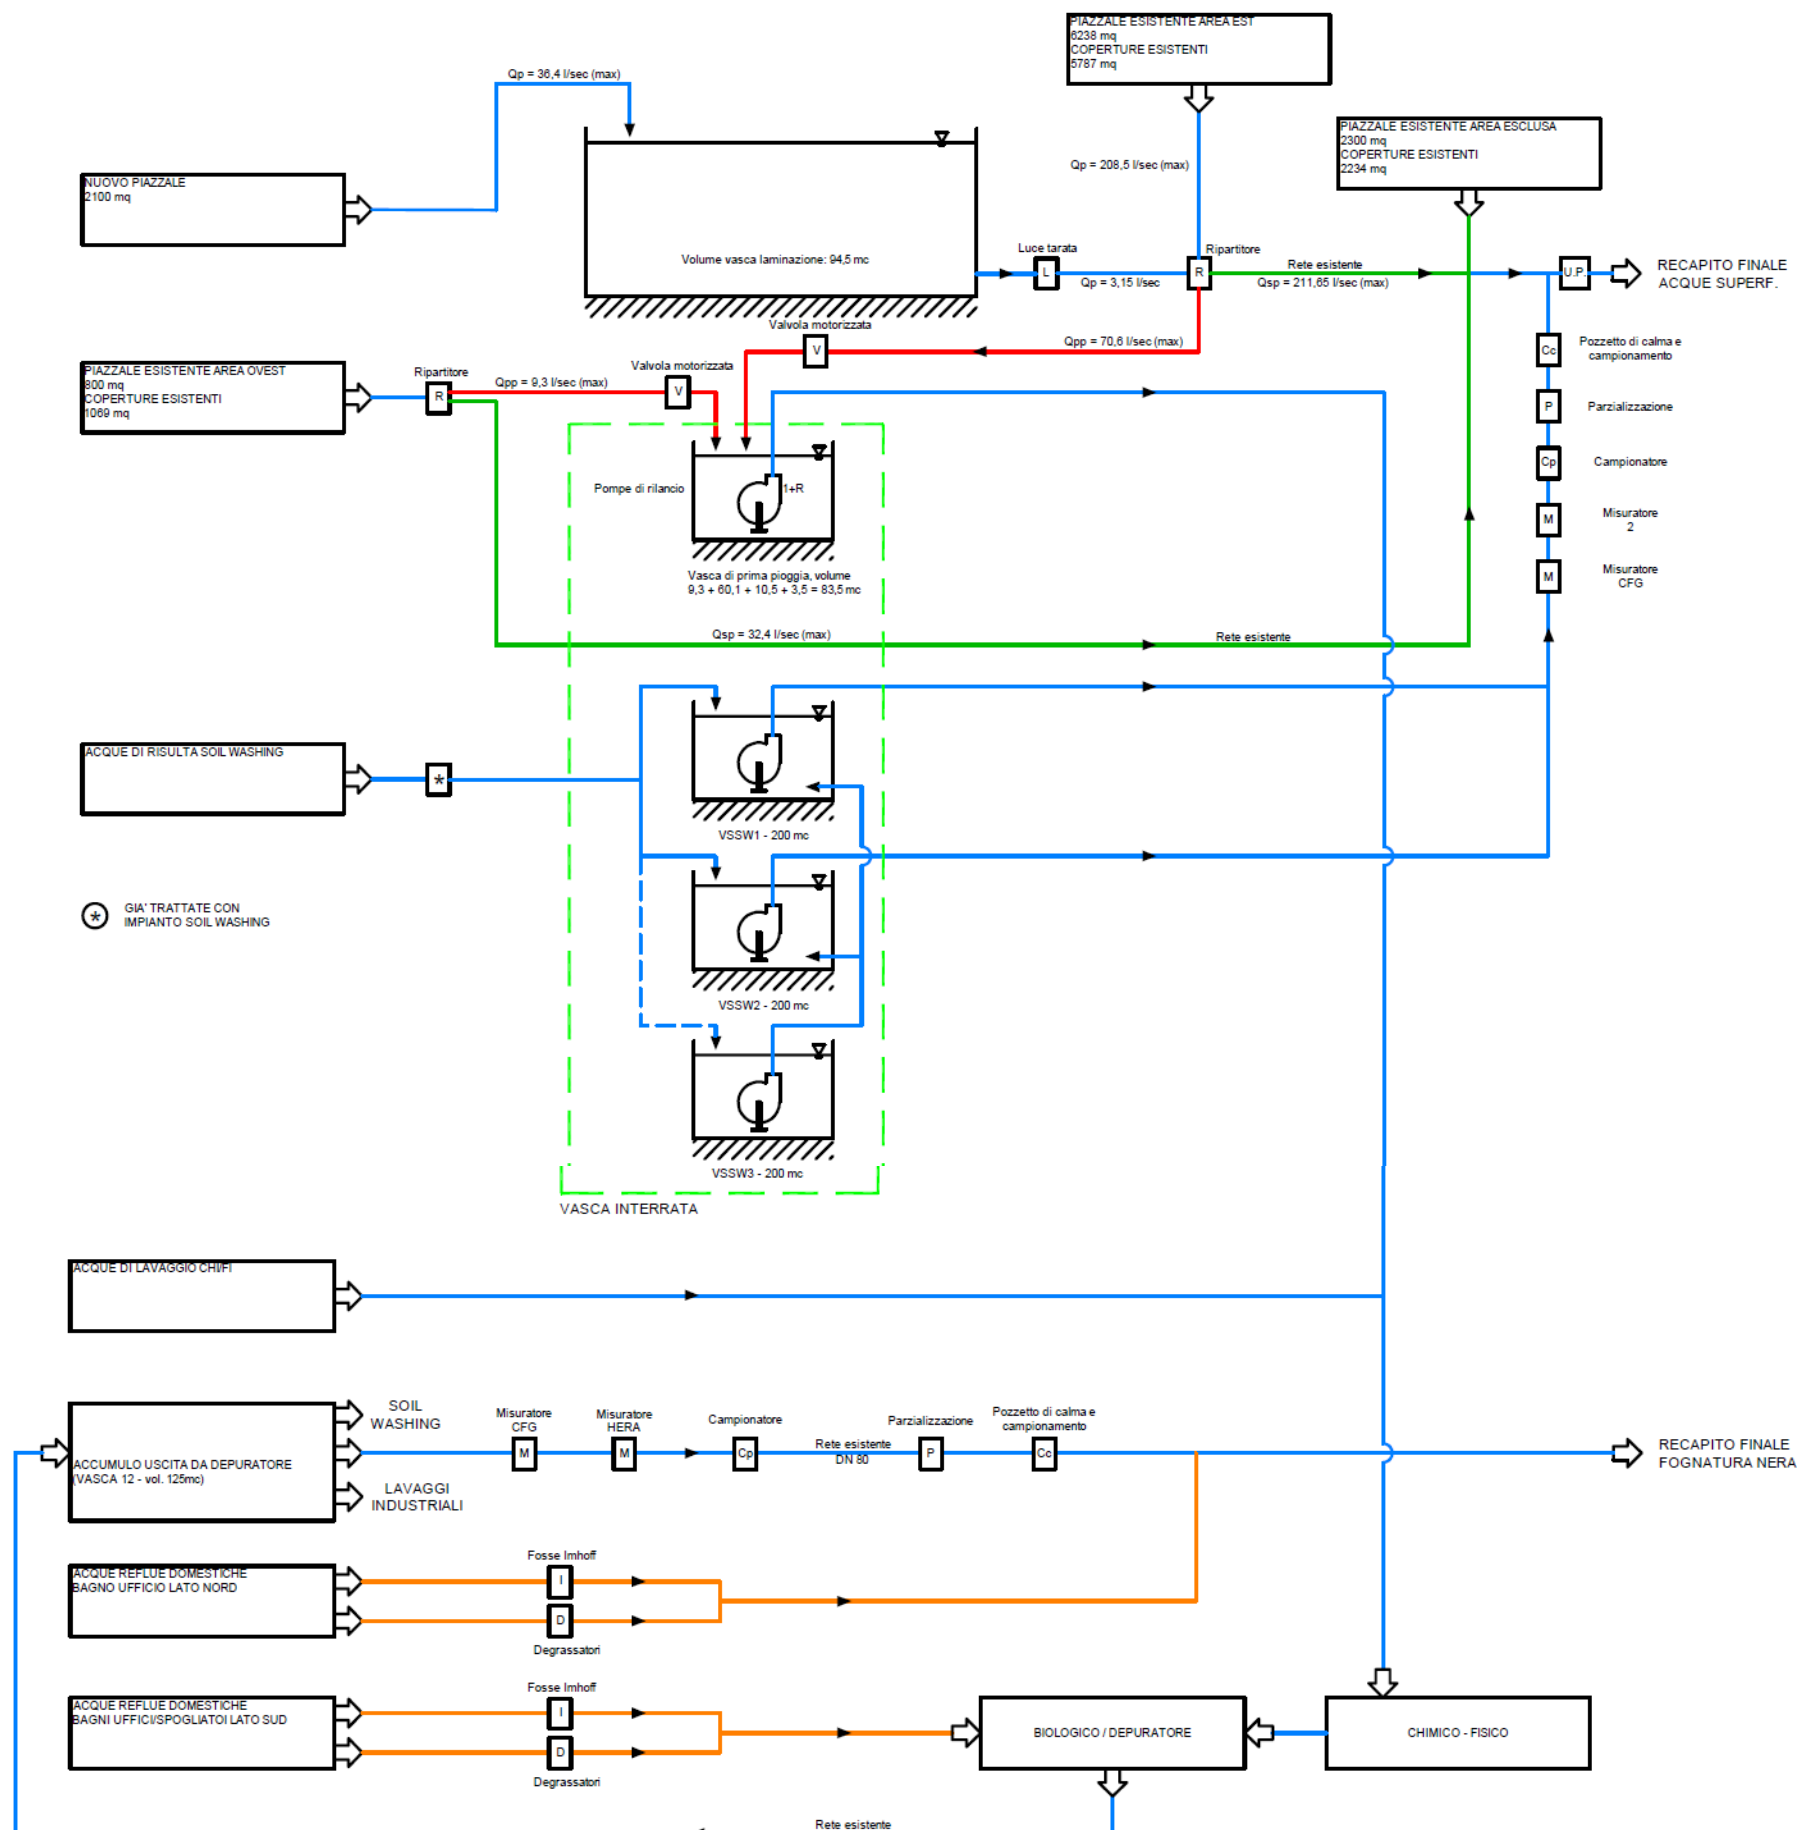 PIAZZALE ESISTENTE AREA EST
6238 mq
COPERTURE ESISTENTI
5787 mq
Qp = 36,4 l/sec (max)
PIAZZALE ESISTENTE AREA ESCLUSA
2300 mq
COPERTURE ESISTENTI
2234 mq
Qp = 208,5 l/sec (max)
NUOVO PIAZZALE
2100 mq
Volume vasca laminazione: 94,5 mc
Luce tarata
L
Qp = 3,15 l/sec
Ripartitore
R
Rete esistente
Qsp = 211,65 l/sec (max)
U.P.
RECAPITO FINALE
ACQUE SUPERF.
Valvola motorizzata
V
Qpp = 70,6 l/sec (max)
Cc
Pozzetto di calma e
campionamento
PIAZZALE ESISTENTE AREA OVEST
800 mq
COPERTURE ESISTENTI
1069 mq
Ripartitore
R
Qpp = 9,3 l/sec (max)
Valvola motorizzata
V
P
Parzializzazione
Cp
Campionatore
Pompe di rilancio
1+R
M
Misuratore
2
Vasca di prima pioggia, volume
9,3 + 60,1 + 10,5 + 3,5 = 83,5 mc
M
Misuratore
CFG
Qsp = 32,4 l/sec (max)
Rete esistente
ACQUE DI RISULTA SOIL WASHING
*
VSSW1 - 200 mc
*
GIA' TRATTATE CON
IMPIANTO SOIL WASHING
VSSW2 - 200 mc
VSSW3 - 200 mc
VASCA INTERRATA
ACQUE DI LAVAGGIO CHI/FI
ACCUMULO USCITA DA DEPURATORE
(VASCA 12 - vol. 125mc)
SOIL
WASHING
LAVAGGI
INDUSTRIALI
Misuratore
CFG
M
Misuratore
HERA
M
Campionatore
Cp
Rete esistente
DN 80
Parzializzazione
P
Pozzetto di calma e
campionamento
Cc
RECAPITO FINALE
FOGNATURA NERA
ACQUE REFLUE DOMESTICHE
BAGNO UFFICIO LATO NORD
Fosse Imhoff
I
D
Degrassatori
ACQUE REFLUE DOMESTICHE
BAGNI UFFICI/SPOGLIATOI LATO SUD
Fosse Imhoff
I
D
Degrassatori
BIOLOGICO / DEPURATORE
CHIMICO - FISICO
Rete esistente